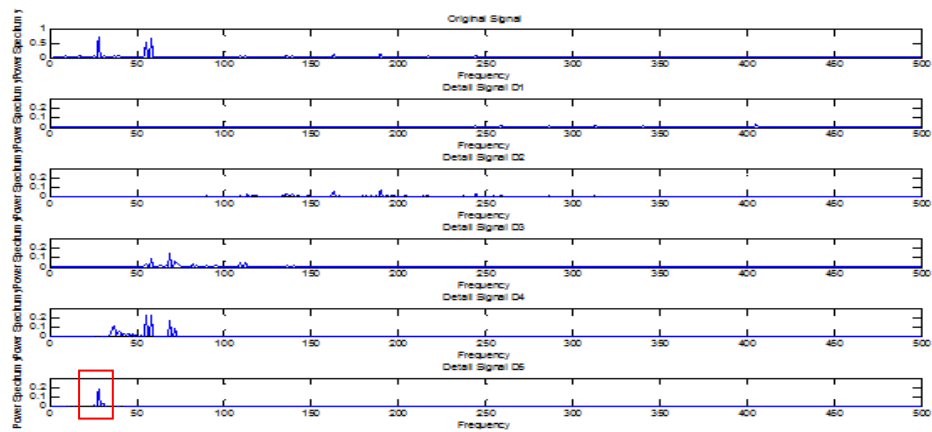 Original Signal
Power Spectrum y
1
0.5
0
0 50 100 150 200 250 300 350 400 450 500
Frequency
Detail Signal D1
Power Spectrum y
0.2
0.1
0
0 50 100 150 200 250 300 350 400 450 500
Frequency
Detail Signal D2
Power Spectrum y
0.2
0.1
0
0 50 100 150 200 250 300 350 400 450 500
Frequency
Detail Signal D3
Power Spectrum y
0.2
0.1
0
0 50 100 150 200 250 300 350 400 450 500
Frequency
Detail Signal D4
Power Spectrum y
0.2
0.1
0
0 50 100 150 200 250 300 350 400 450 500
Frequency
Detail Signal D5
Power Spectrum y
0.2
0.1
0
0 50 100 150 200 250 300 350 400 450 500
Frequency